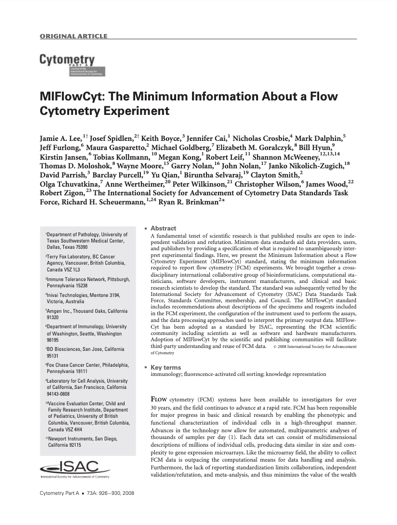 ORIGINAL ARTICLE
Cytometry
PART A
MIFlowCyt: The Minimum Information About a Flow
Cytometry Experiment
Jamie A. Lee,1† Josef Spidlen,2† Keith Boyce,3 Jennifer Cai,1 Nicholas Crosbie,4 Mark Dalphin,5
Jeff Furlong,6 Maura Gasparetto,2 Michael Goldberg,7 Elizabeth M. Goralczyk,8 Bill Hyun,9
Kirstin Jansen,8 Tobias Kollmann,10 Megan Kong,1 Robert Leif,11 Shannon McWeeney,12,13,14
Thomas D. Moloshok,8 Wayne Moore,15 Garry Nolan,16 John Nolan,17 Janko Nikolich-Zugich,18
David Parrish,3 Barclay Purcell,19 Yu Qian,1 Biruntha Selvaraj,19 Clayton Smith,2
Olga Tchuvatkina,7 Anne Wertheimer,20 Peter Wilkinson,21 Christopher Wilson,6 James Wood,22
Robert Zigon,23 The International Society for Advancement of Cytometry Data Standards Task
Force, Richard H. Scheuermann,1,24 Ryan R. Brinkman2*
1Department of Pathology, University of
Texas Southwestern Medical Center,
Dallas, Texas 75390
2Terry Fox Laboratory, BC Cancer
Agency, Vancouver, British Columbia,
Canada V5Z 1L3
3Immune Tolerance Network, Pittsburgh,
Pennsylvania 15238
4Inivai Technologies, Mentone 3194,
Victoria, Australia
5Amgen Inc., Thousand Oaks, California
91320
6Department of Immunology, University
of Washington, Seattle, Washington
98195
7BD Biosciences, San Jose, California
95131
8Fox Chase Cancer Center, Philadelphia,
Pennsylvania 19111
9Laboratory for Cell Analysis, University
of California, San Francisco, California
94143-0808
10Vaccine Evaluation Center, Child and
Family Research Institute, Department
of Pediatrics, University of British
Columbia, Vancouver, British Columbia,
Canada V5Z 4H4
11Newport Instruments, San Diego,
California 92115
ISAC
International Society for Advancement of Cytometry
• Abstract
A fundamental tenet of scientific research is that published results are open to inde-
pendent validation and refutation. Minimum data standards aid data providers, users,
and publishers by providing a specification of what is required to unambiguously inter-
pret experimental findings. Here, we present the Minimum Information about a Flow
Cytometry Experiment (MIFlowCyt) standard, stating the minimum information
required to report flow cytometry (FCM) experiments. We brought together a cross-
disciplinary international collaborative group of bioinformaticians, computational sta-
tisticians, software developers, instrument manufacturers, and clinical and basic
research scientists to develop the standard. The standard was subsequently vetted by the
International Society for Advancement of Cytometry (ISAC) Data Standards Task
Force, Standards Committee, membership, and Council. The MIFlowCyt standard
includes recommendations about descriptions of the specimens and reagents included
in the FCM experiment, the configuration of the instrument used to perform the assays,
and the data processing approaches used to interpret the primary output data. MIFlow-
Cyt has been adopted as a standard by ISAC, representing the FCM scientific
community including scientists as well as software and hardware manufacturers.
Adoption of MIFlowCyt by the scientific and publishing communities will facilitate
third-party understanding and reuse of FCM data. © 2008 International Society for Advancement
of Cytometry
• Key terms
immunology; fluorescence-activated cell sorting; knowledge representation
FLOW cytometry (FCM) systems have been available to investigators for over
30 years, and the field continues to advance at a rapid rate. FCM has been responsible
for major progress in basic and clinical research by enabling the phenotypic and
functional characterization of individual cells in a high-throughput manner.
Advances in the technology now allow for automated, multiparametric analyses of
thousands of samples per day (1). Each data set can consist of multidimensional
descriptions of millions of individual cells, producing data similar in size and com-
plexity to gene expression microarrays. Like the microarray field, the ability to collect
FCM data is outpacing the computational means for data handling and analysis.
Furthermore, the lack of reporting standardization limits collaboration, independent
validation/refutation, and meta-analysis, and thus minimizes the value of the wealth
Cytometry Part A • 73A: 926–930, 2008